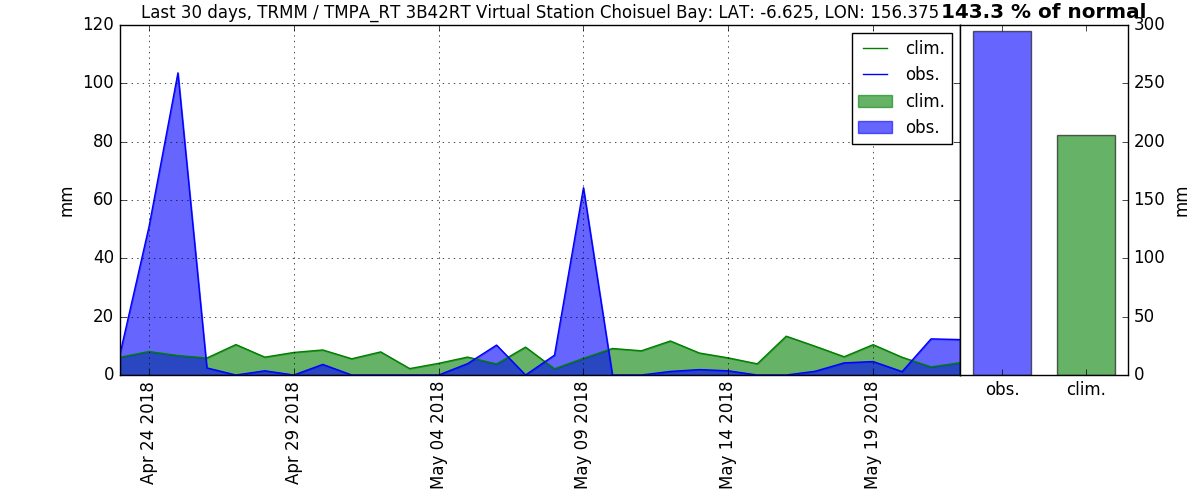 Last 30 days, TRMM / TMPA_RT 3B42RT Virtual Station Choisuel Bay: LAT: -6.625, LON: 156.375
143.3 % of normal
120
100
80
60
40
20
0
mm
clim.
obs.
clim.
obs.
Apr 24 2018
Apr 29 2018
May 04 2018
May 09 2018
May 14 2018
May 19 2018
300
250
200
150
100
50
0
mm
obs.
clim.